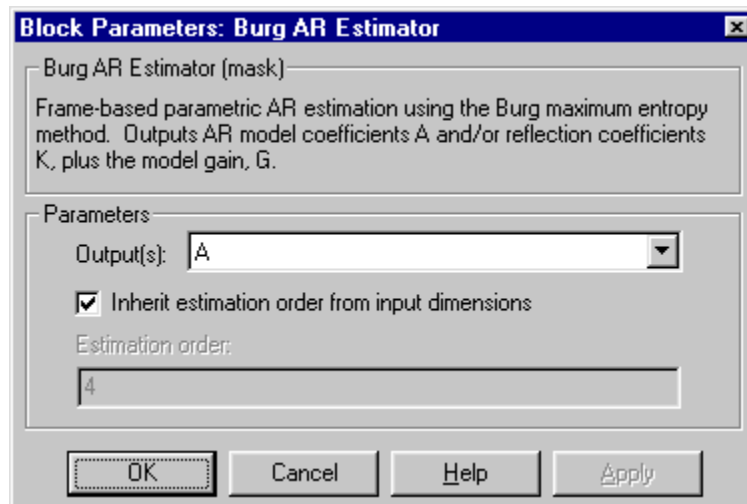 Block Parameters: Burg AR Estimator
Burg AR Estimator (mask)
Frame-based parametric AR estimation using the Burg maximum entropy
method.  Outputs AR model coefficients A and/or reflection coefficients
K, plus the model gain, G.
Parameters
Output(s): A
Inherit estimation order from input dimensions
Estimation order:
4
OK Cancel Help Apply